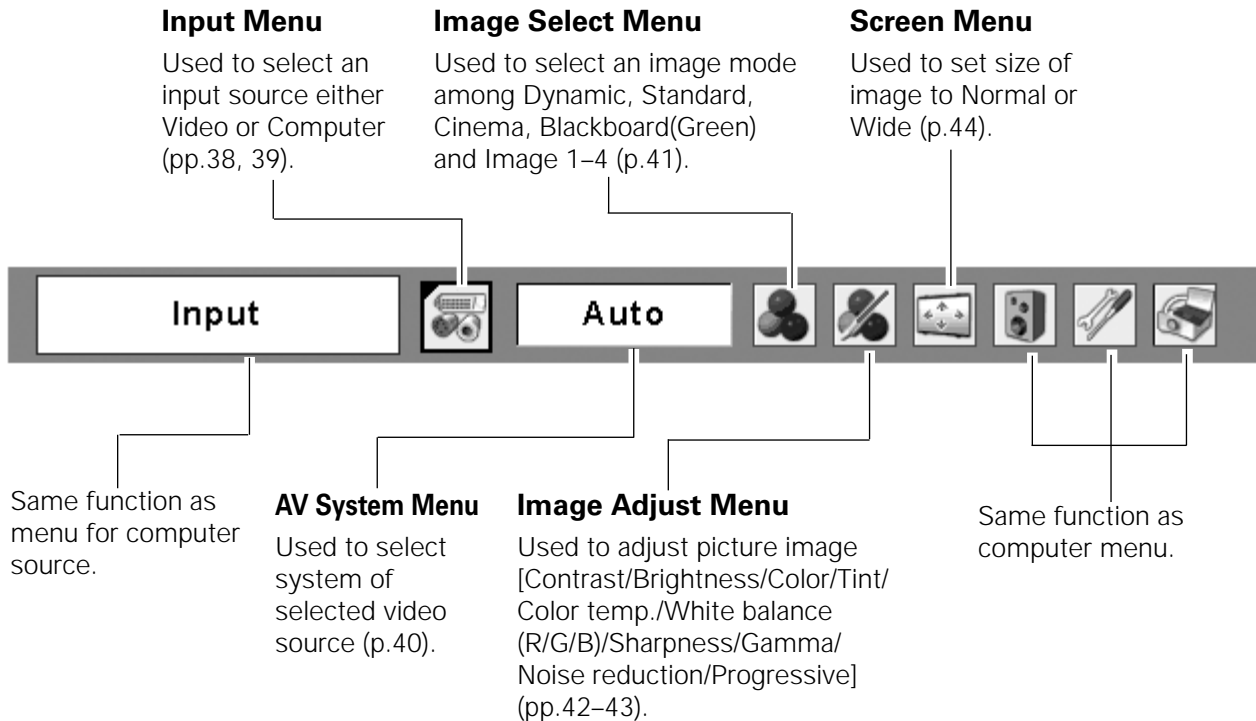 Input Menu
Used to select an
input source either
Video or Computer
(pp.38, 39).
Image Select Menu
Used to select an image mode
among Dynamic, Standard,
Cinema, Blackboard(Green)
and Image 1–4 (p.41).
Screen Menu
Used to set size of
image to Normal or
Wide (p.44).
Input
Auto
Same function as
menu for computer
source.
AV System Menu
Used to select
system of
selected video
source (p.40).
Image Adjust Menu
Used to adjust picture image
[Contrast/Brightness/Color/Tint/
Color temp./White balance
(R/G/B)/Sharpness/Gamma/
Noise reduction/Progressive]
(pp.42–43).
Same function as
computer menu.